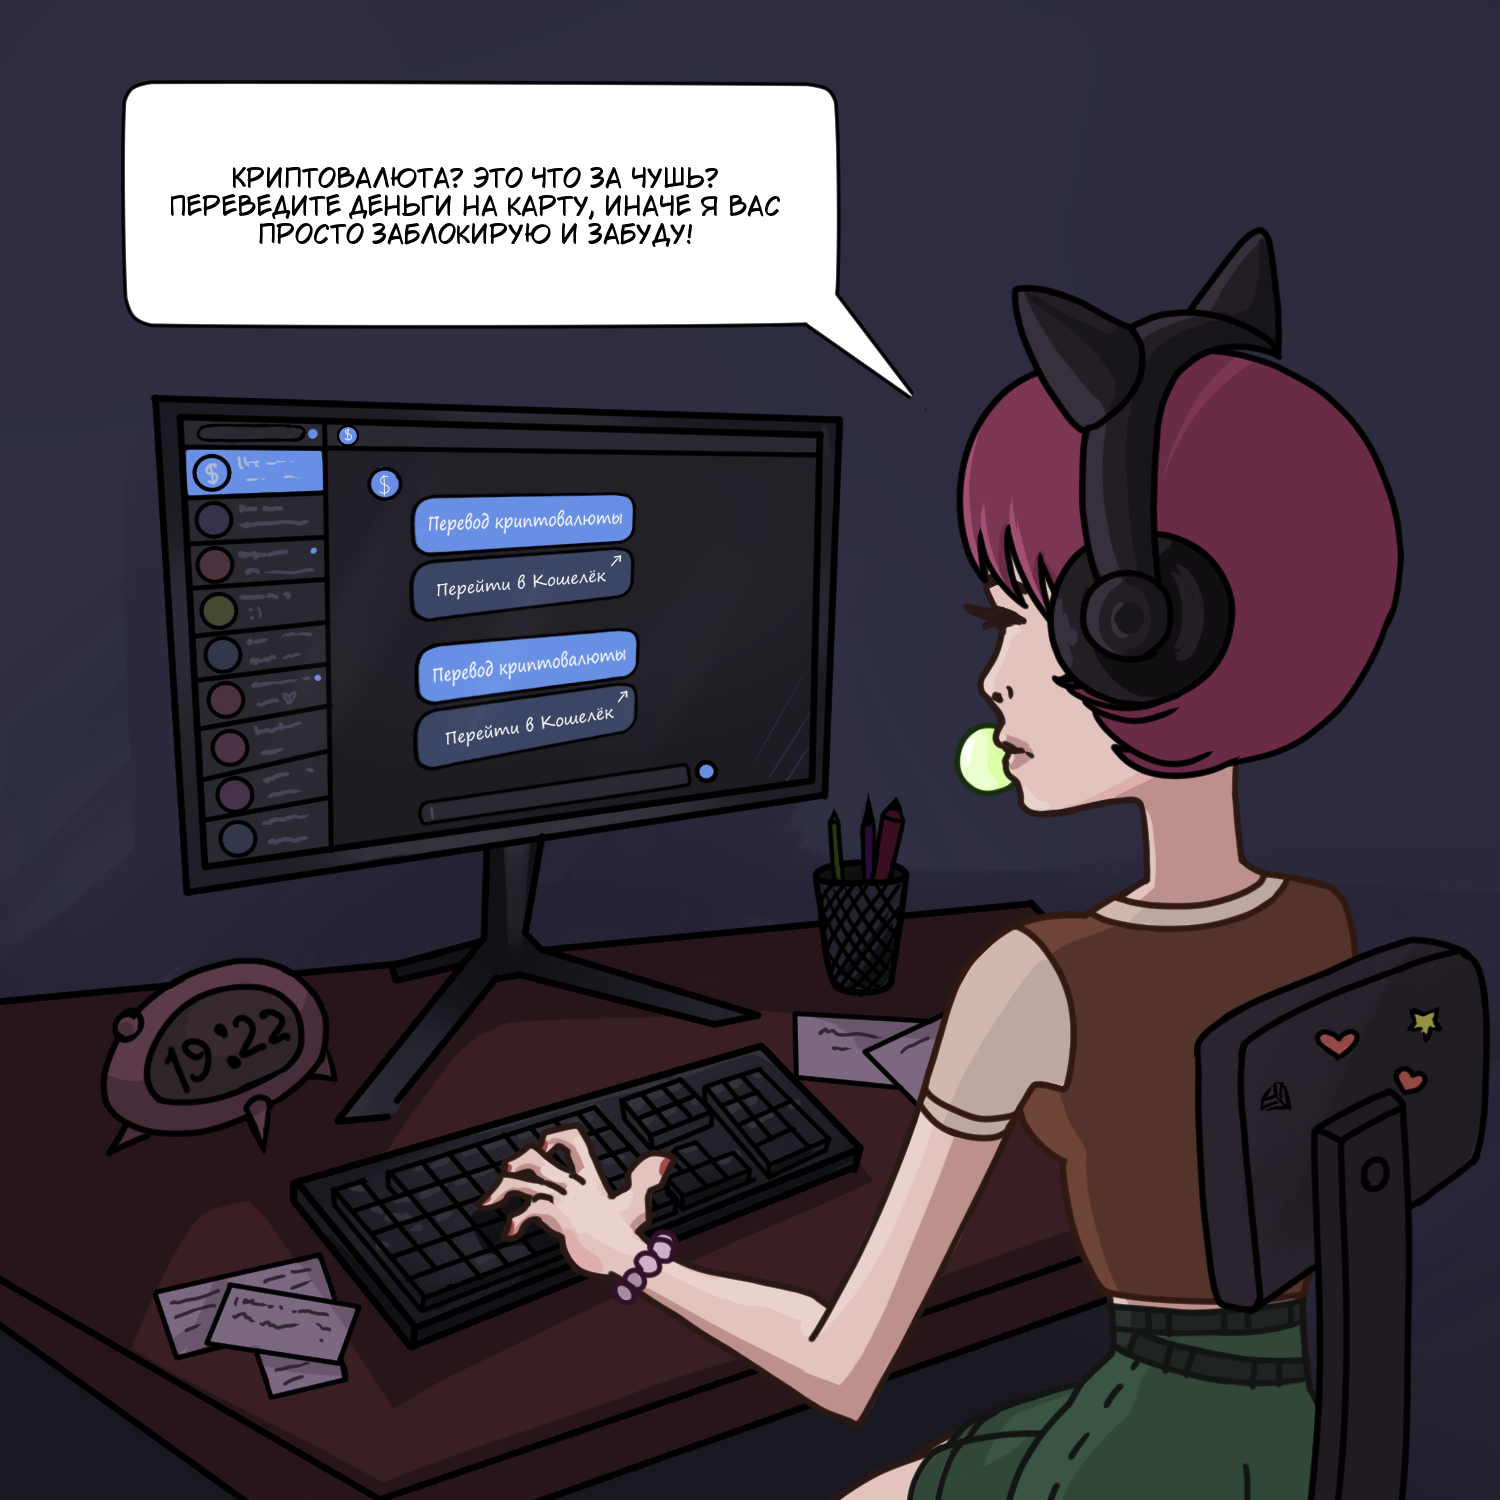 КРИПТОВАЛЮТА? ЭТО ЧТО ЗА ЧУШЬ?
ПЕРЕВЕДИТЕ ДЕНЬГИ НА КАРТУ, ИНАЧЕ Я ВАС
ПРОСТО ЗАБЛОКИРУЮ И ЗАБУДУ!
$
$
$
:)
Перевод криптовалюты
Перейти в Кошелёк
Перевод криптовалюты
Перейти в Кошелёк
19:22